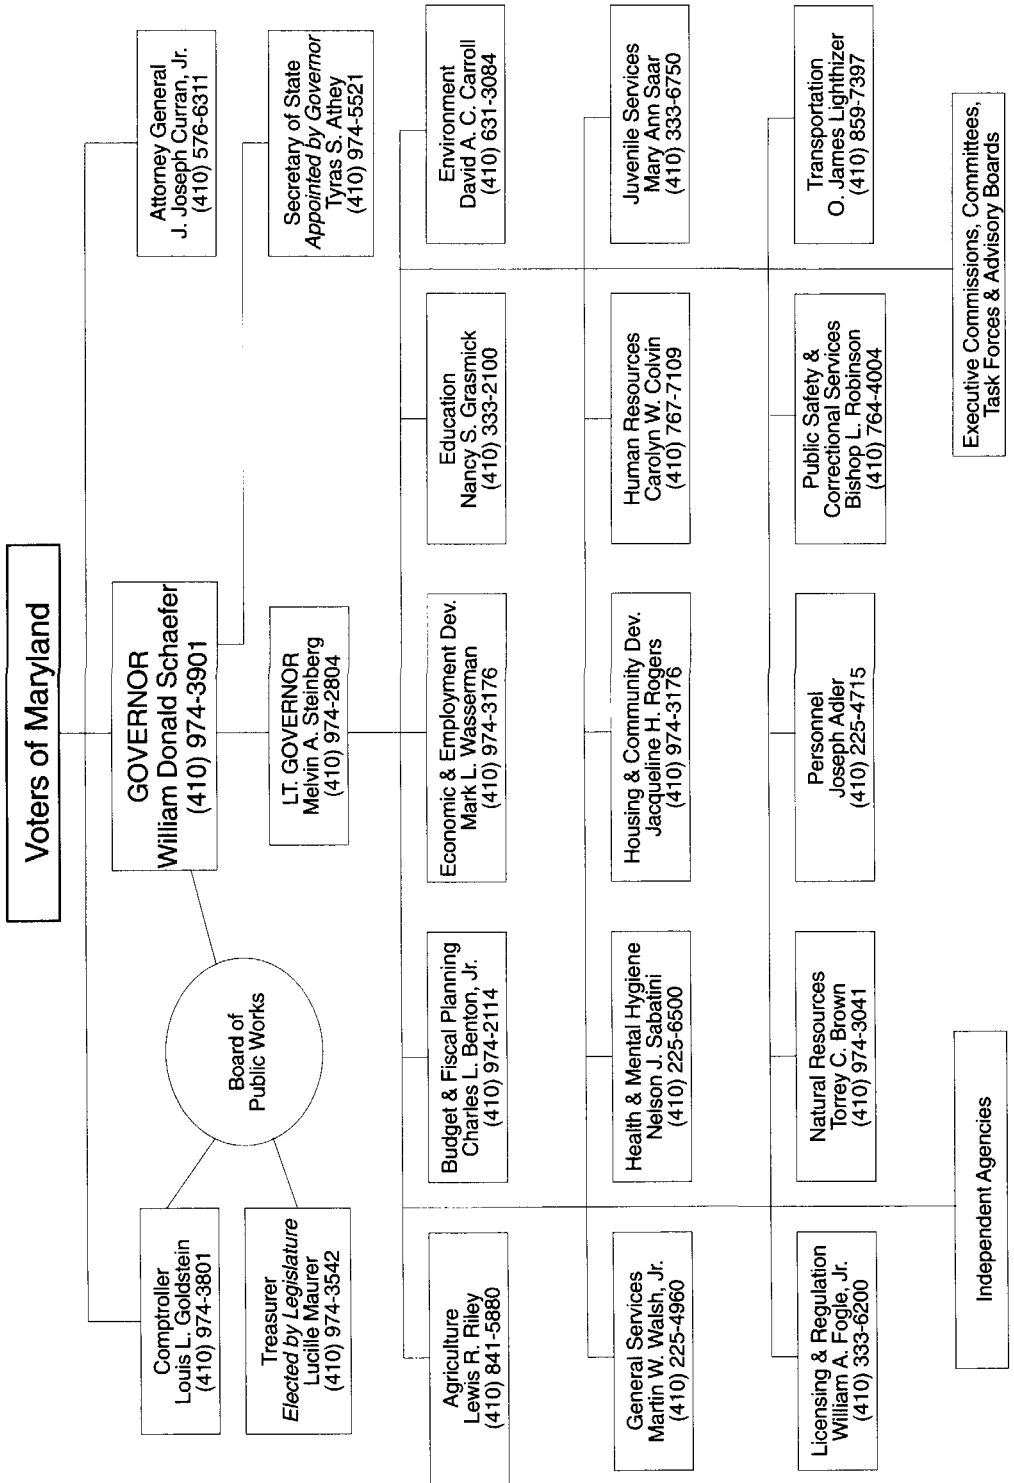 Voters of Maryland
Comptroller
Louis L. Goldstein
(410) 974-3801
GOVERNOR
William Donald Schaefer
(410) 974-3901
Attorney General
J. Joseph Curran, Jr.
(410) 576-6311
Board of
Public Works
Treasurer
Elected by Legislature
Lucille Maurer
(410) 974-3542
LT. GOVERNOR
Melvin A. Steinberg
(410) 974-2804
Secretary of State
Appointed by Governor
Tyras S. Athey
(410) 974-5521
Agriculture
Lewis R. Riley
(410) 841-5880
Budget & Fiscal Planning
Charles L. Benton, Jr.
(410) 974-2114
Economic & Employment Dev.
Mark L. Wasserman
(410) 974-3176
Education
Nancy S. Grasmick
(410) 333-2100
Environment
David A. C. Carroll
(410) 631-3084
General Services
Martin W. Walsh, Jr.
(410) 225-4960
Health & Mental Hygiene
Nelson J. Sabatini
(410) 225-6500
Housing & Community Dev.
Jacqueline H. Rogers
(410) 974-3176
Human Resources
Carolyn W. Colvin
(410) 767-7109
Juvenile Services
Mary Ann Saar
(410) 333-6750
Licensing & Regulation
William A. Fogle, Jr.
(410) 333-6200
Natural Resources
Torrey C. Brown
(410) 974-3041
Personnel
Joseph Adler
(410) 225-4715
Public Safety &
Correctional Services
Bishop L. Robinson
(410) 764-4004
Transportation
O. James Lighthizer
(410) 859-7397
Independent Agencies
Executive Commissions, Committees,
Task Forces & Advisory Boards